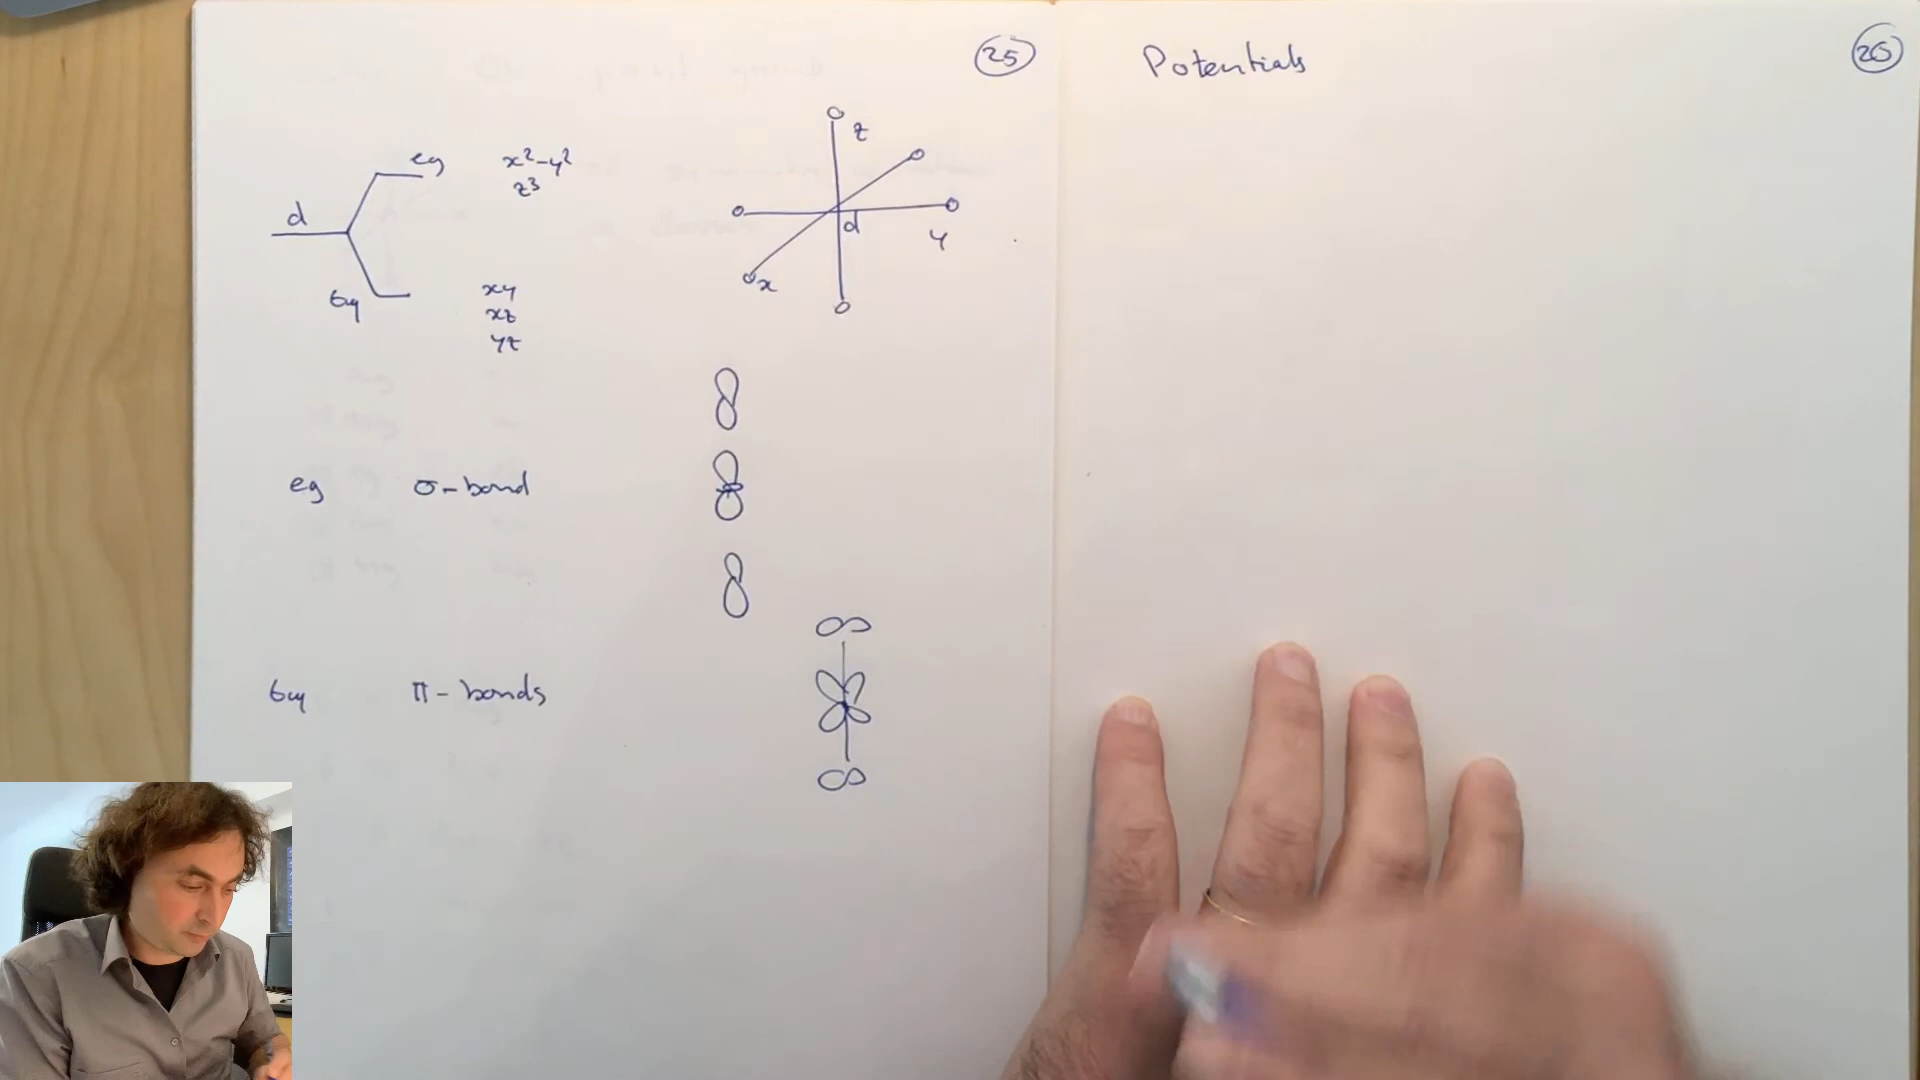 25
z
eg x²-y²
z3
d
d
y
x
t2g xy
xz
yz
eg σ-bond
t2g π-bonds
Potentials 26